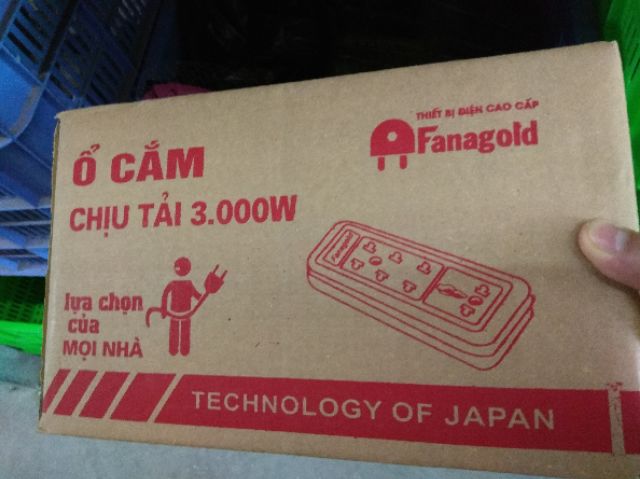 THIẾT BỊ ĐIỆN CAO CẤP
Fanagold
Ổ CẮM
CHỊU TẢI 3.000W
Fanagold
lựa chọn
của
MỌI NHÀ
TECHNOLOGY OF JAPAN